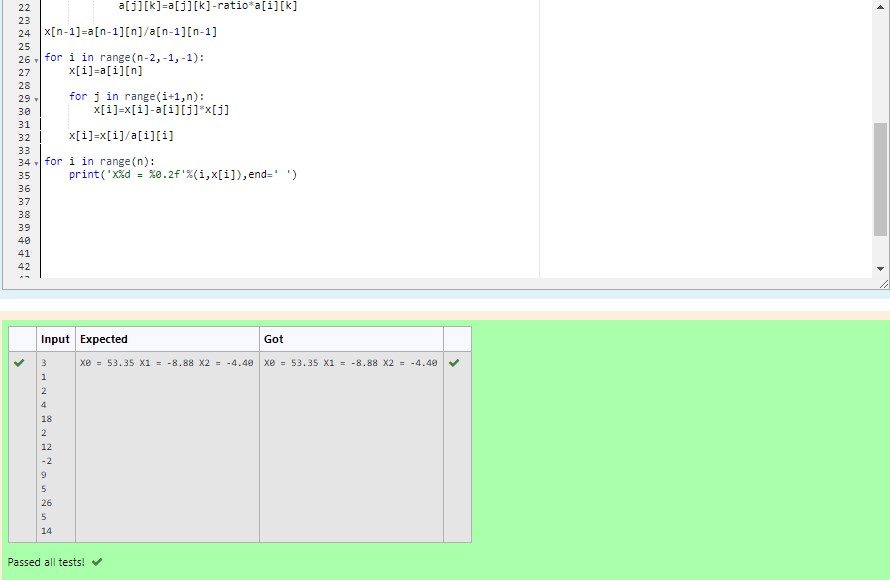 22 a[j][k]=a[j][k]-ratio*a[i][k]
23
24 x[n-1]=a[n-1][n]/a[n-1][n-1]
25
26 for i in range(n-2,-1,-1):
27 x[i]=a[i][n]
28
29 for j in range(i+1,n):
30 x[i]=x[i]-a[i][j]*x[j]
31
32 x[i]=x[i]/a[i][i]
33
34 for i in range(n):
35 print('X%d = %0.2f'%(i,x[i]),end=' ')
36
37
38
39
40
41
42
Input Expected Got
3 X0 = 53.35 X1 = -8.88 X2 = -4.40 X0 = 53.35 X1 = -8.88 X2 = -4.40
1
2
4
18
2
12
-2
9
5
26
5
14
Passed all tests!